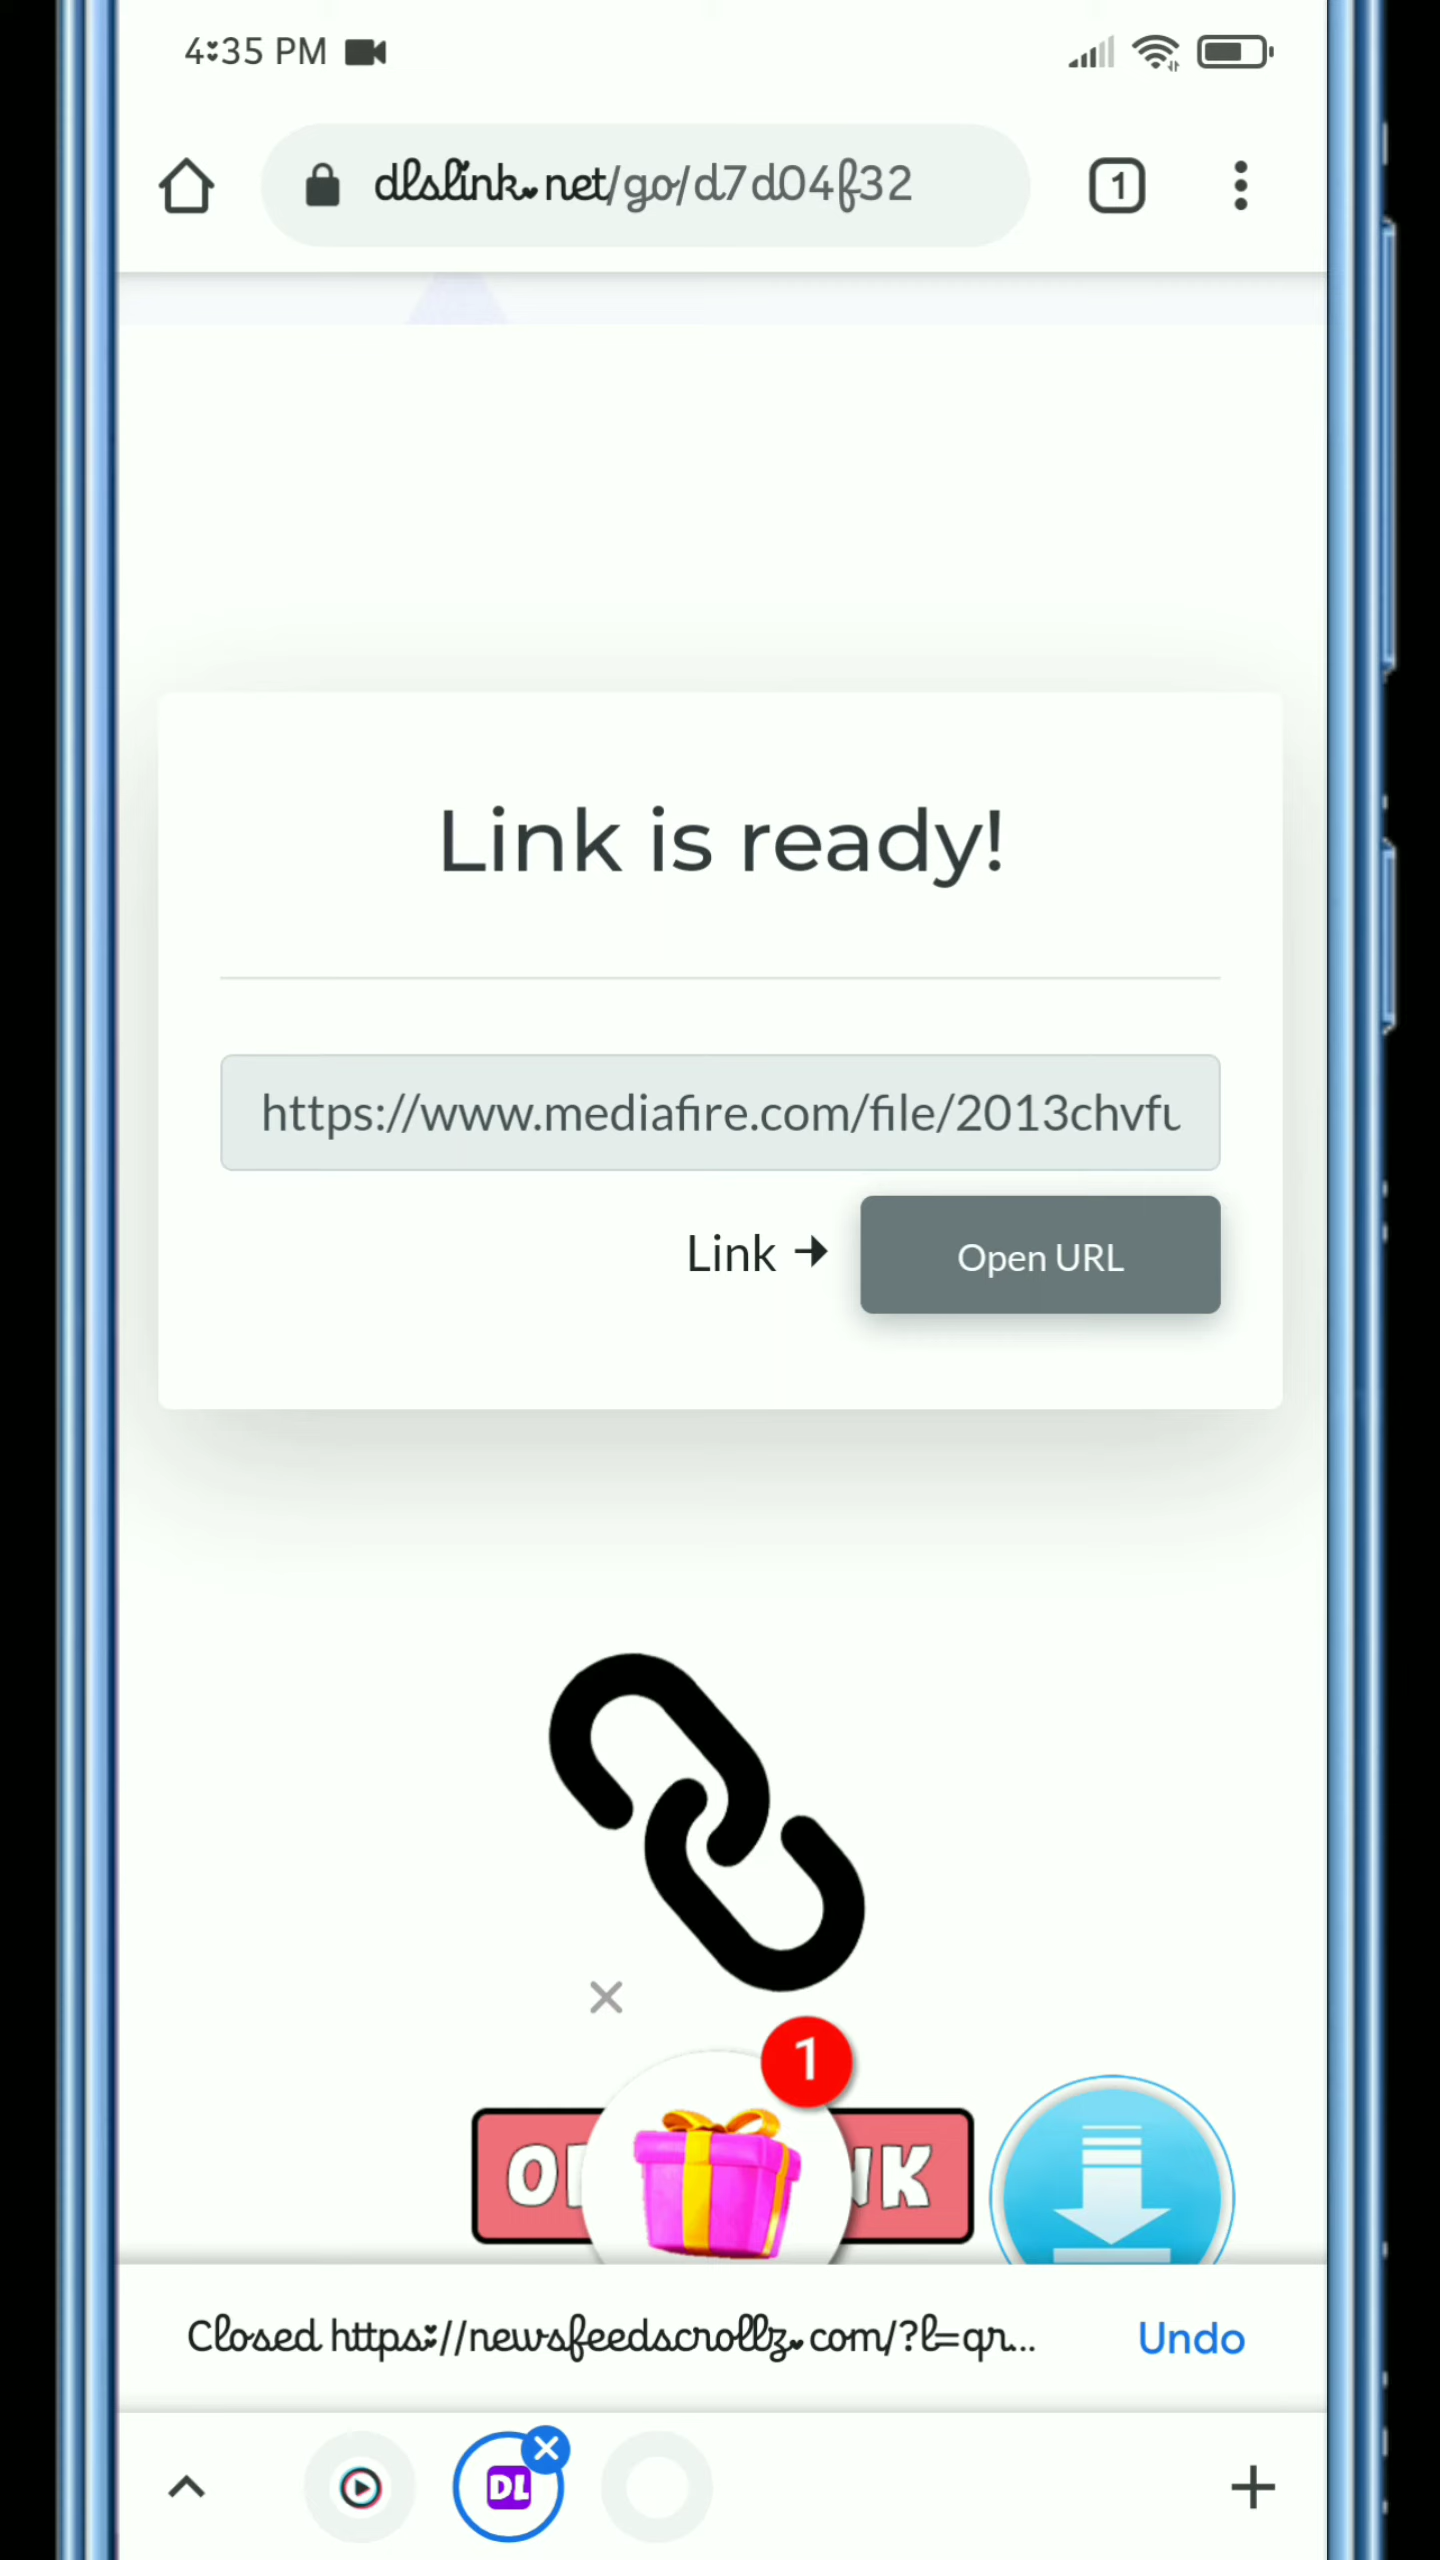 4:35 PM
dlslink.net/go/d7d04f32
1
Link is ready!
https://www.mediafire.com/file/2013chvfu
Link → Open URL
1
Closed https://newsfeedscrollz.com/?l=qr... Undo
DL